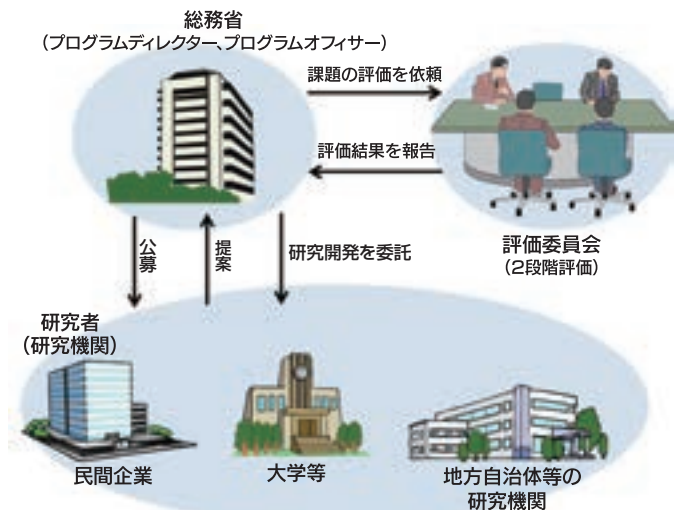 総務省
（プログラムディレクター、プログラムオフィサー）
課題の評価を依頼
評価結果を報告
評価委員会
（2段階評価）
公募
提案
研究開発を委託
研究者
（研究機関）
民間企業
大学等
地方自治体等の
研究機関